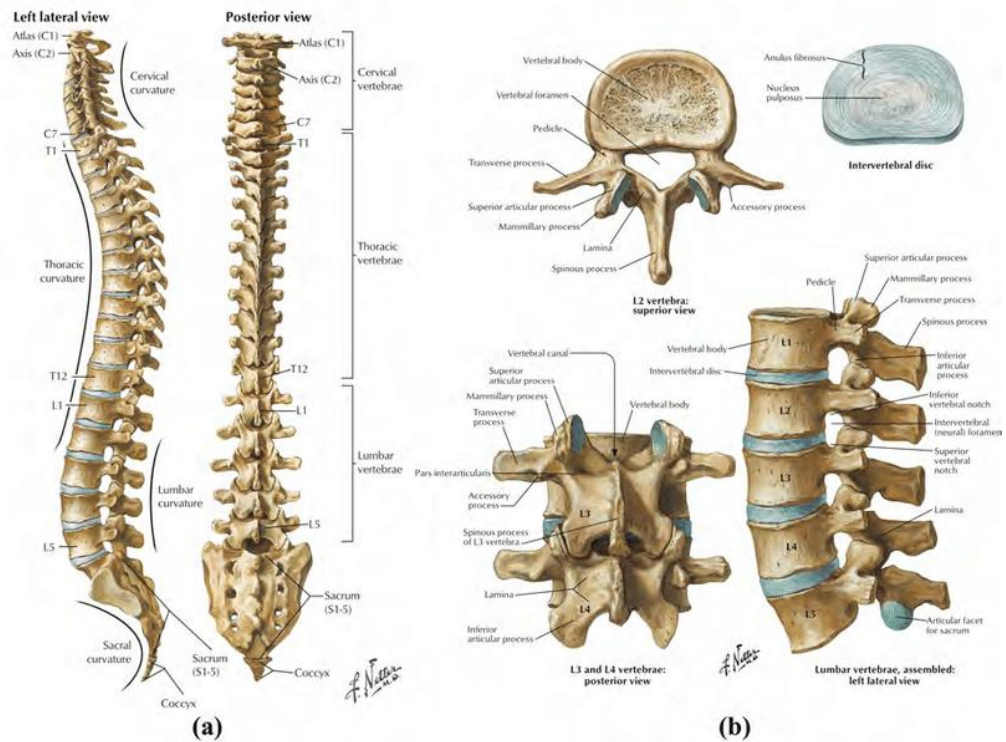 Left lateral view
Atlas (C1)
Axis (C2)
Cervical
curvature
C7
T1
Thoracic
curvature
T12
L1
Lumbar
curvature
L5
Sacral
curvature
Sacrum
(S1-5)
Coccyx
Posterior view
Atlas (C1)
Axis (C2)
Cervical
vertebrae
C7
T1
Thoracic
vertebrae
T12
L1
Lumbar
vertebrae
L5
Sacrum
(S1-5)
Coccyx
F. Netter
M.D.
(a)
Vertebral body
Vertebral foramen
Pedicle
Transverse process
Superior articular process
Mammillary process
Lamina
Spinous process
Accessory process
L2 vertebra:
superior view
Anulus fibrosus
Nucleus
pulposus
Intervertebral disc
Vertebral canal
Superior
articular process
Mammillary process
Transverse
process
Vertebral body
Pars interarticularis
Accessory
process
L3
Spinous process
of L3 vertebra
Lamina
L4
Inferior
articular process
L3 and L4 vertebrae:
posterior view
Superior articular process
Pedicle
Mammillary process
Transverse process
Spinous process
Vertebral body
L1
Intervertebral disc
Inferior
articular
process
L2
Inferior
vertebral notch
Intervertebral
(neural) foramen
Superior
vertebral
notch
L3
Lamina
L4
L5
Articular facet
for sacrum
F. Netter
M.D.
Lumbar vertebrae, assembled:
left lateral view
(b)